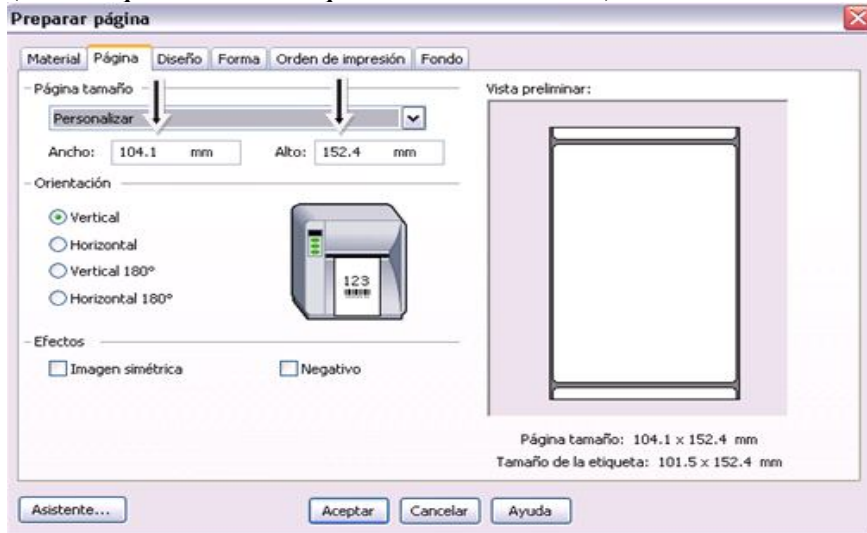 Preparar página
Material Página Diseño Forma Orden de impresión Fondo
Página tamaño
Personalizar
Ancho: 104.1 mm Alto: 152.4 mm
Orientación
Vertical
Horizontal
Vertical 180°
Horizontal 180°
123
Efectos
Imagen simétrica Negativo
Vista preliminar:
Página tamaño: 104.1 x 152.4 mm
Tamaño de la etiqueta: 101.5 x 152.4 mm
Asistente... Aceptar Cancelar Ayuda